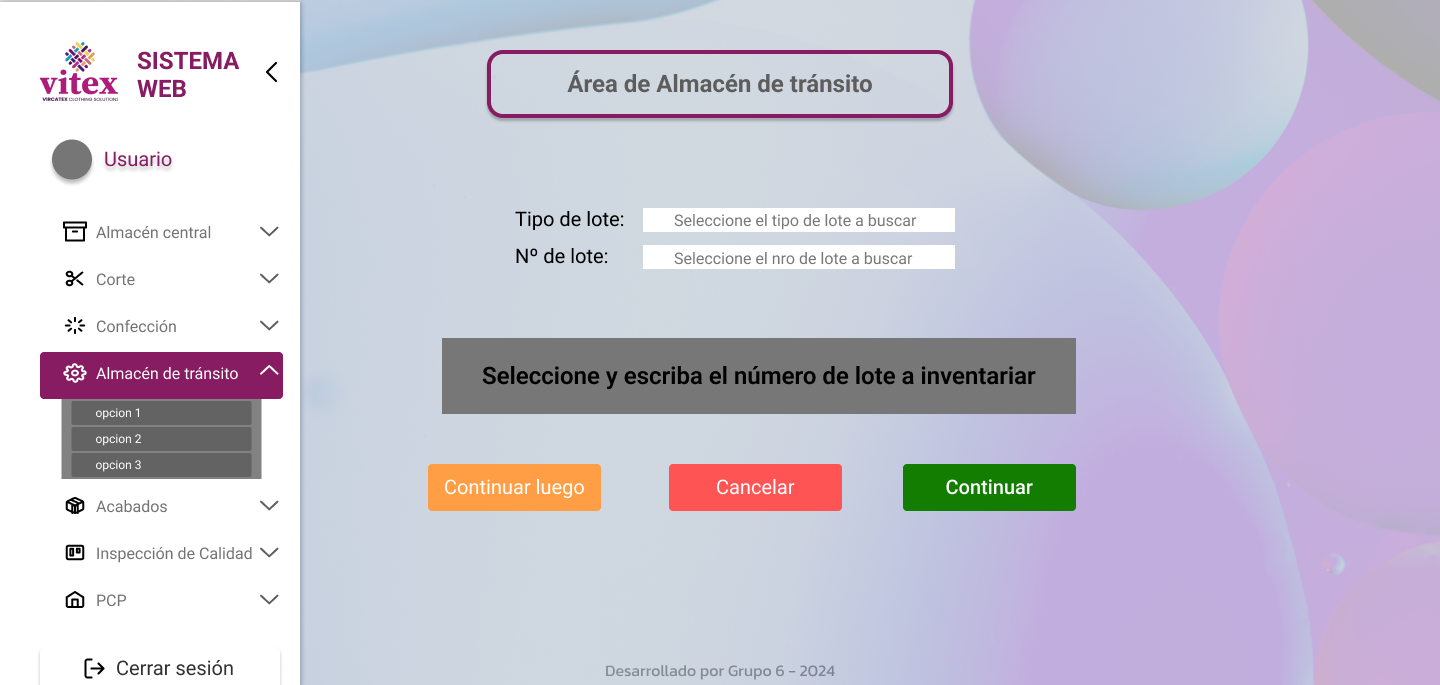 vitex
VIRCATEX CLOTHING SOLUTIONS
SISTEMA
WEB
Usuario
Almacén central
Corte
Confección
Almacén de tránsito
opcion 1
opcion 2
opcion 3
Acabados
Inspección de Calidad
PCP
Cerrar sesión
Área de Almacén de tránsito
Tipo de lote: Seleccione el tipo de lote a buscar
Nº de lote: Seleccione el nro de lote a buscar
Seleccione y escriba el número de lote a inventariar
Continuar luego Cancelar Continuar
Desarrollado por Grupo 6 - 2024